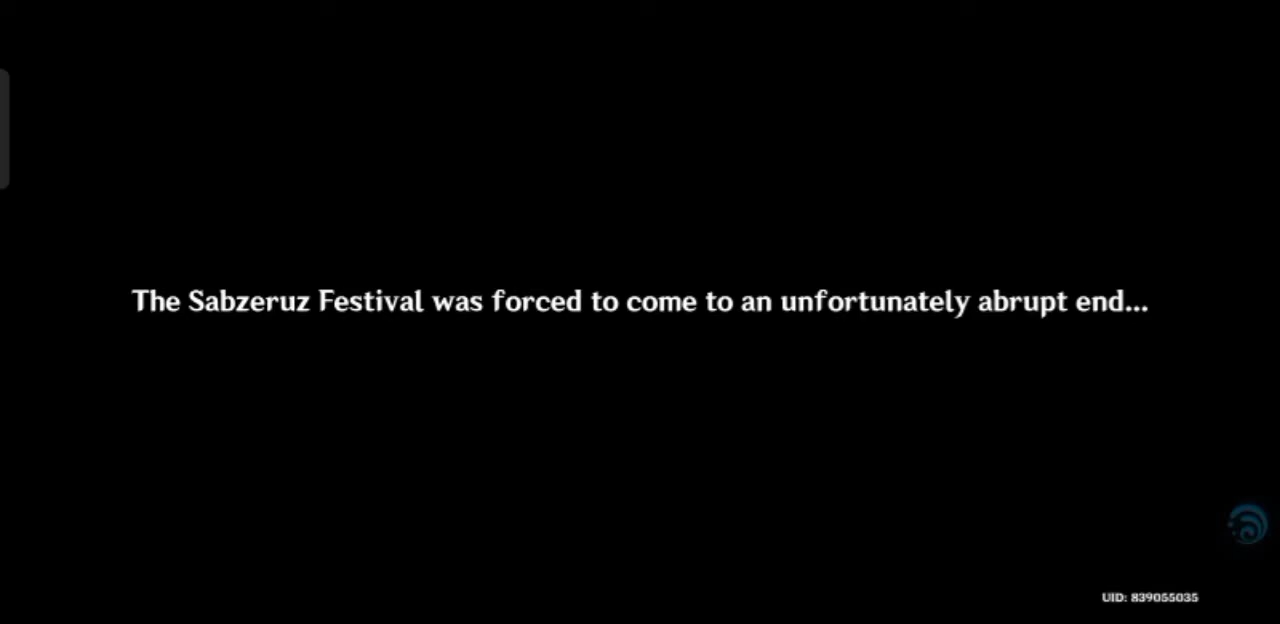 The Sabzeruz Festival was forced to come to an unfortunately abrupt end...
UID: 839055035